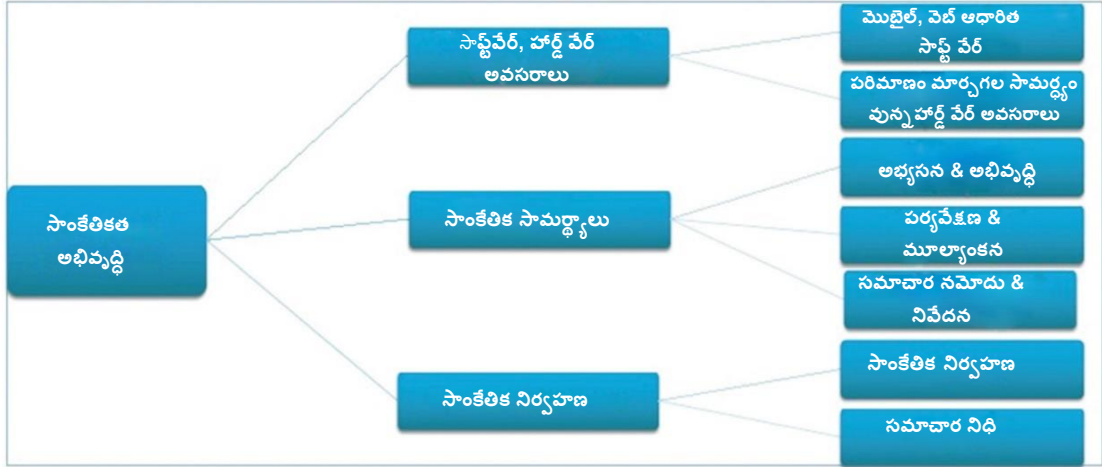 సాంకేతికత
అభివృద్ధి
సాఫ్ట్‌వేర్, హార్డ్ వేర్
అవసరాలు
మొబైల్, వెబ్ ఆధారిత
సాఫ్ట్ వేర్
పరిమాణం మార్చగల సామర్ధ్యం
వున్న హార్డ్ వేర్ అవసరాలు
సాంకేతిక సామర్థ్యాలు
అభ్యసన & అభివృద్ధి
పర్యవేక్షణ &
మూల్యాంకన
సమాచార నమోదు &
నివేదన
సాంకేతిక నిర్వహణ
సాంకేతిక నిర్వహణ
సమాచార నిధి